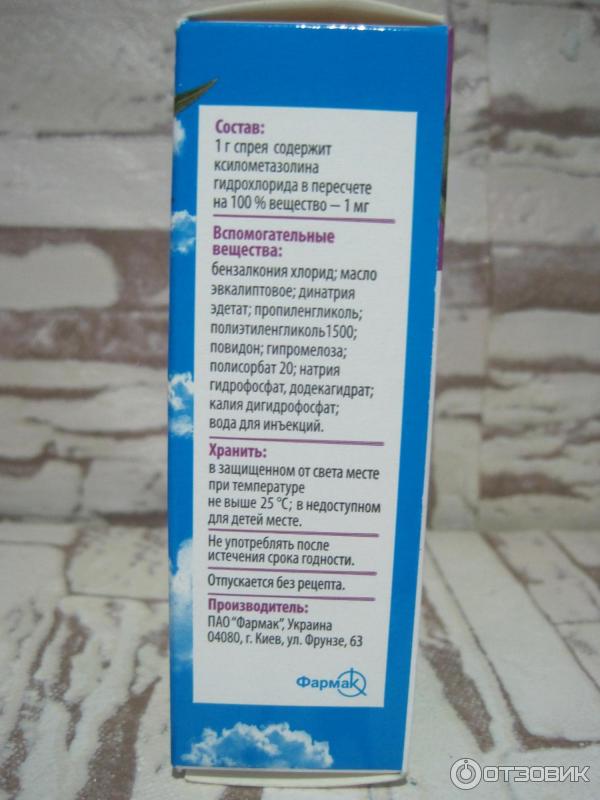 Состав:
1 г спрея содержит
ксилометазолина
гидрохлорида в пересчете
на 100 % вещество – 1 мг
Вспомогательные
вещества:
бензалкония хлорид; масло
эвкалиптовое; динатрия
эдетат; пропиленгликоль;
полиэтиленгликоль1500;
повидон; гипромелоза;
полисорбат 20; натрия
гидрофосфат, додекагидрат;
калия дигидрофосфат;
вода для инъекций.
Хранить:
в защищенном от света месте
при температуре
не выше 25 °С; в недоступном
для детей месте.
Не употреблять после
истечения срока годности.
Отпускается без рецепта.
Производитель:
ПАО "Фармак", Украина
04080, г. Киев, ул. Фрунзе, 63
Фармак
ОТЗОВИК